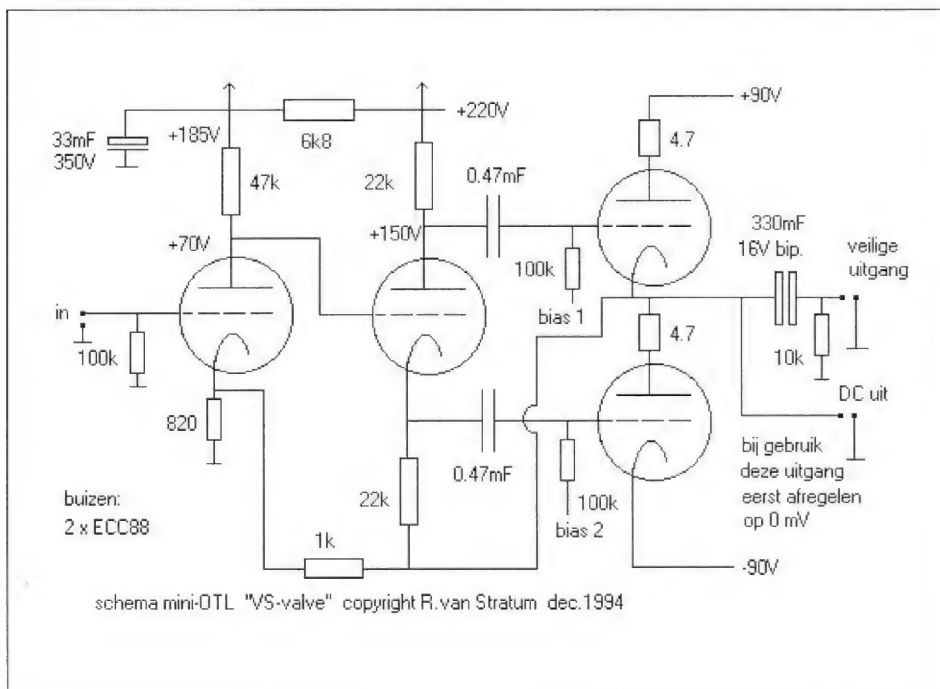 +220V
+90V
33mF
350V
+185V
6k8
4.7
47k
22k
0.47mF
+70V
+150V
330mF
16V bip.
veilige
uitgang
100k
in
bias 1
100k
4.7
10k
820
DC uit
0.47mF
bij gebruik
deze uitgang
eerst afregelen
op 0 mV
22k
100k
buizen:
2 x ECC88
bias 2
1k
-90V
schema mini-OTL "VS-valve" copyright R.van Stratum dec.1994